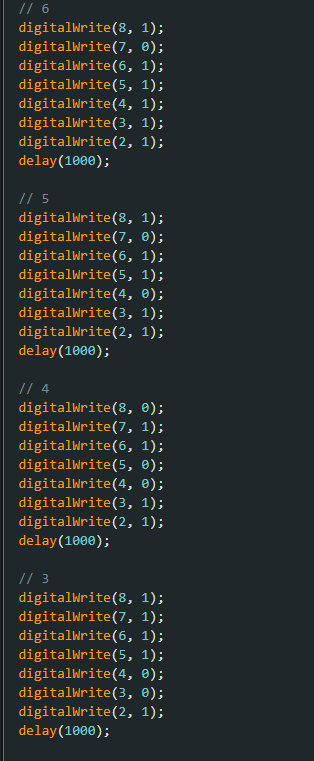 // 6
digitalWrite(8, 1);
digitalWrite(7, 0);
digitalWrite(6, 1);
digitalWrite(5, 1);
digitalWrite(4, 1);
digitalWrite(3, 1);
digitalWrite(2, 1);
delay(1000);
// 5
digitalWrite(8, 1);
digitalWrite(7, 0);
digitalWrite(6, 1);
digitalWrite(5, 1);
digitalWrite(4, 0);
digitalWrite(3, 1);
digitalWrite(2, 1);
delay(1000);
// 4
digitalWrite(8, 0);
digitalWrite(7, 1);
digitalWrite(6, 1);
digitalWrite(5, 0);
digitalWrite(4, 0);
digitalWrite(3, 1);
digitalWrite(2, 1);
delay(1000);
// 3
digitalWrite(8, 1);
digitalWrite(7, 1);
digitalWrite(6, 1);
digitalWrite(5, 1);
digitalWrite(4, 0);
digitalWrite(3, 0);
digitalWrite(2, 1);
delay(1000);